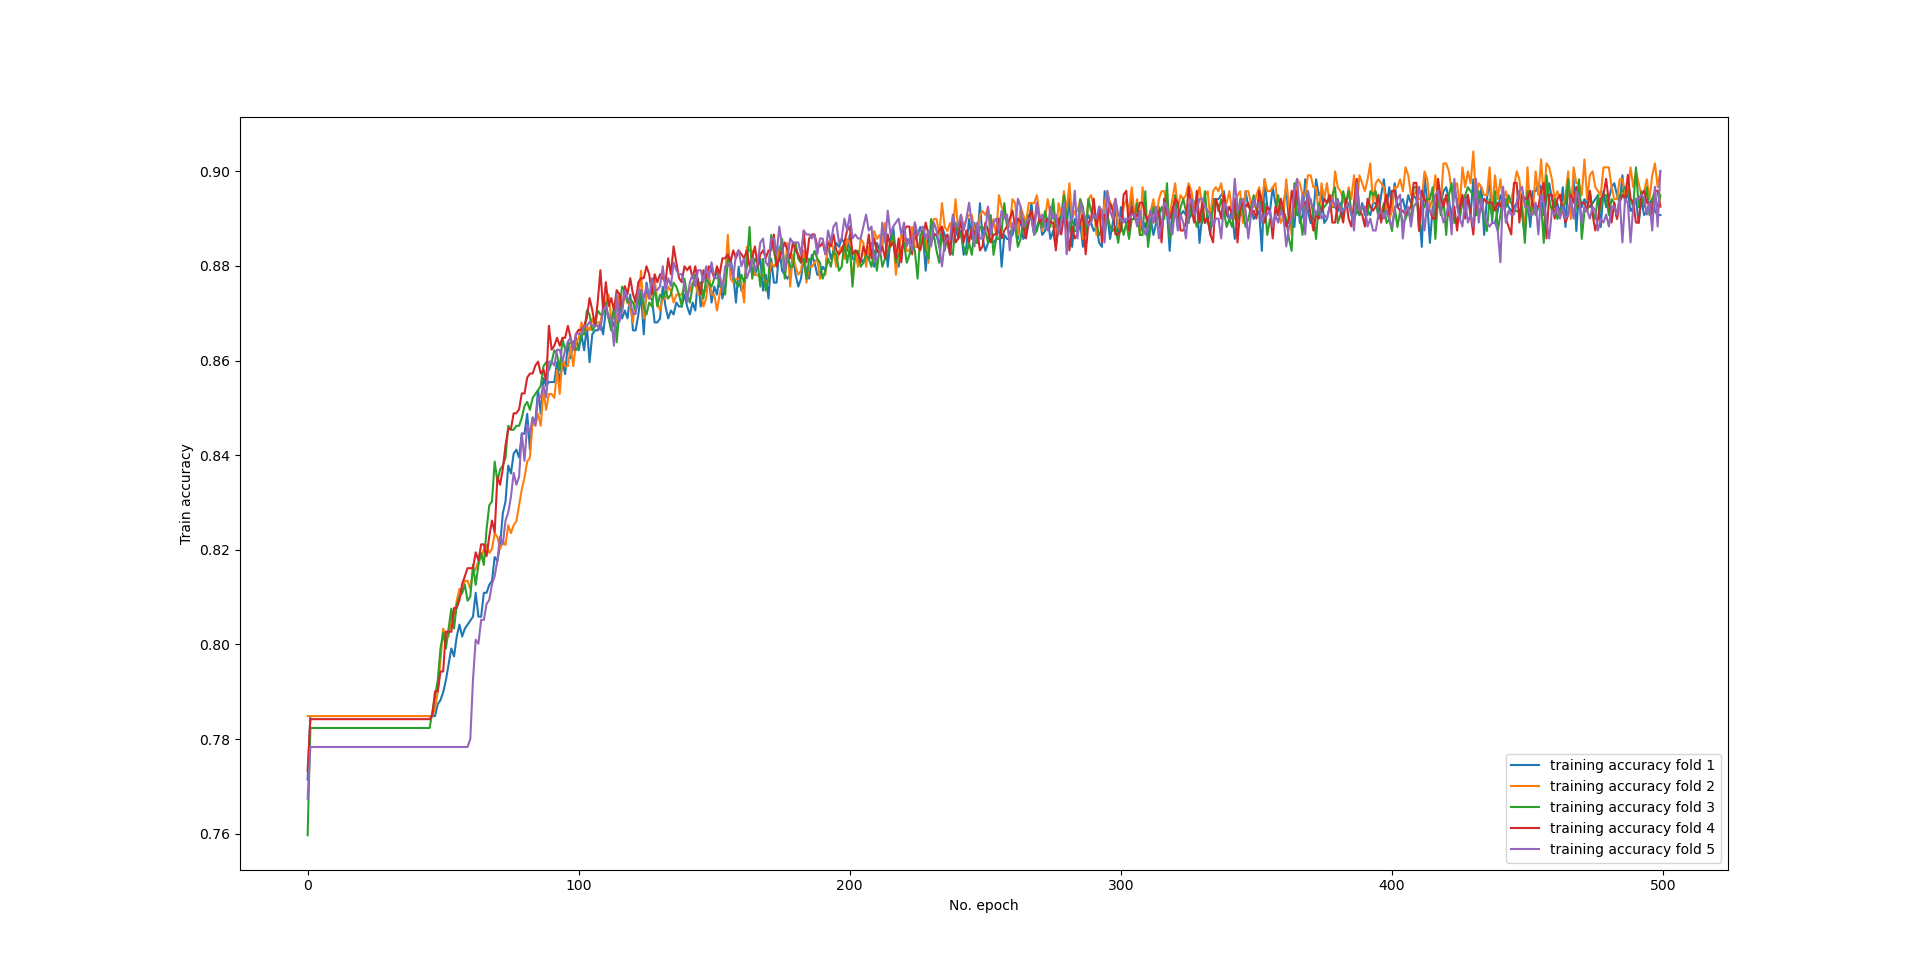 0.90
0.88
0.86
0.84
0.82
0.80
0.78
0.76
Train accuracy
0 100 200 300 400 500
No. epoch
training accuracy fold 1
training accuracy fold 2
training accuracy fold 3
training accuracy fold 4
training accuracy fold 5